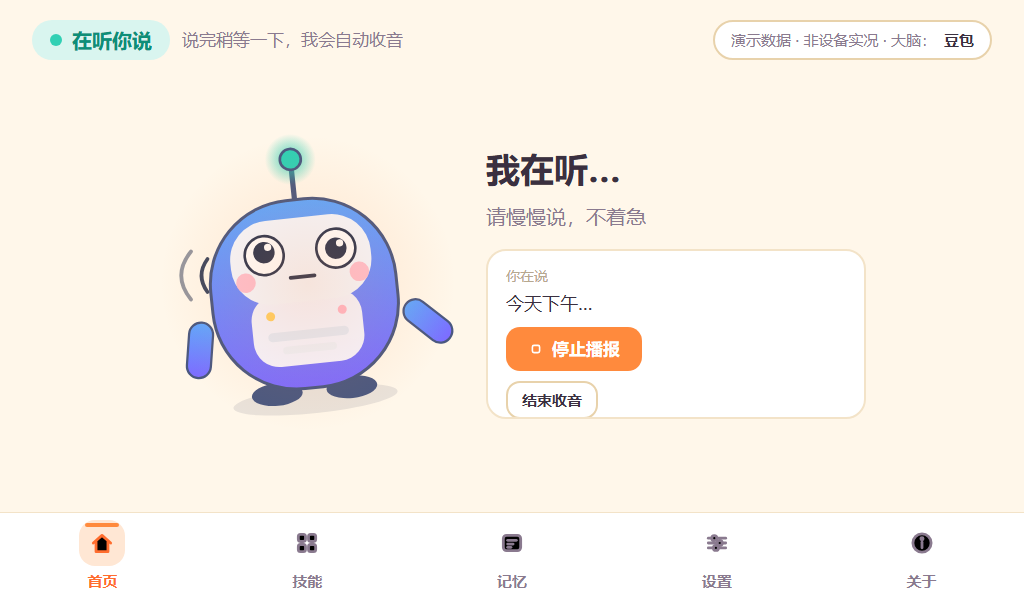 在听你说
说完稍等一下，我会自动收音
演示数据 · 非设备实况 · 大脑： 豆包
我在听...
请慢慢说，不着急
你在说
今天下午...
停止播报
结束收音
首页
技能
记忆
设置
关于